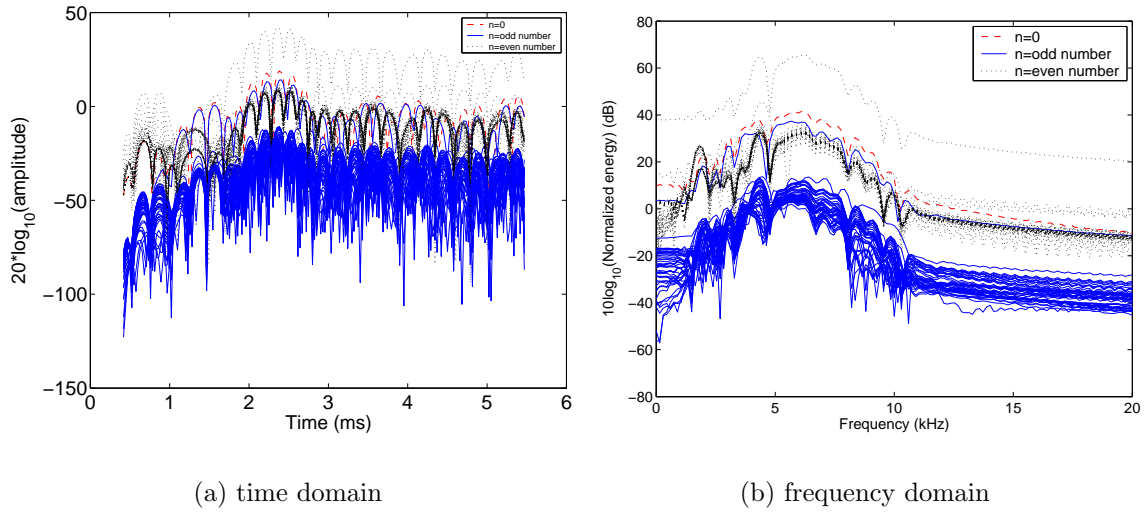 n=0
n=odd number
n=even number
0
−50
−100
−150
20*log10(amplitude)
0 1 2 3 4 5 6
Time (ms)
n=0
n=odd number
n=even number
80
60
40
20
0
−20
−40
−60
−80
10log10(Normalized energy) (dB)
0 5 10 15 20
Frequency (kHz)
(a) time domain
(b) frequency domain